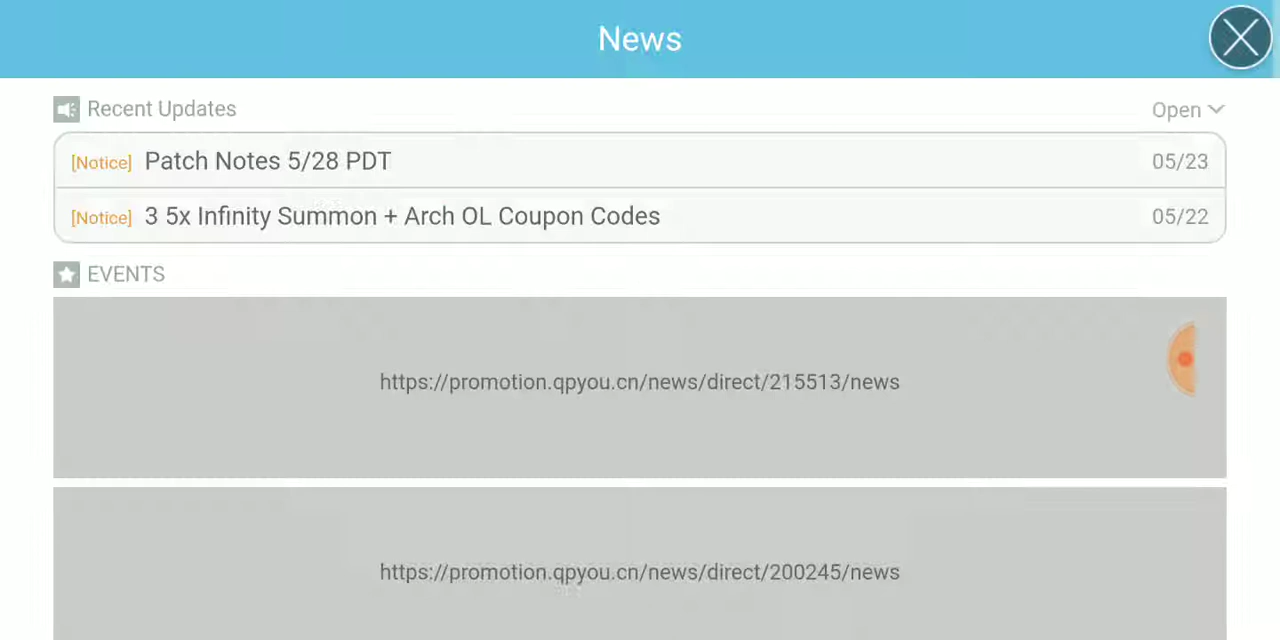 News
Recent Updates
Open
[Notice] Patch Notes 5/28 PDT 05/23
[Notice] 3 5x Infinity Summon + Arch OL Coupon Codes 05/22
EVENTS
https://promotion.qpyou.cn/news/direct/215513/news
https://promotion.qpyou.cn/news/direct/200245/news